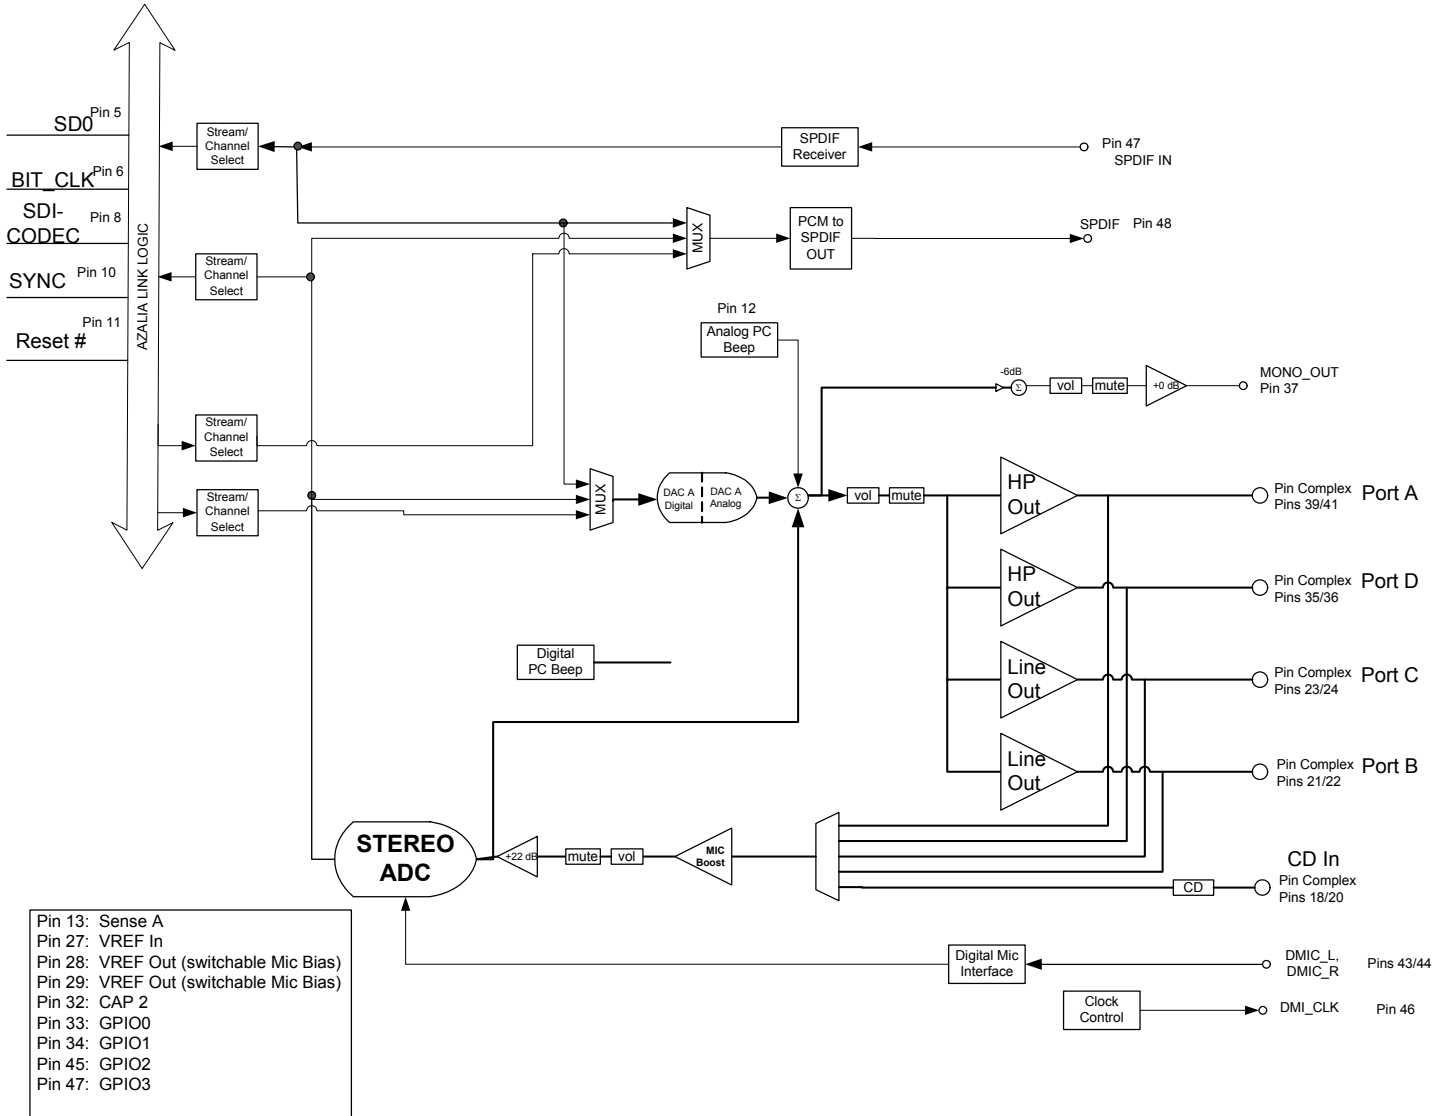 Pin 5
SD0
Pin 6
BIT_CLK
SDI-
CODEC
Pin 8
SYNC
Pin 10
Pin 11
Reset #
AZALIA LINK LOGIC
Stream/
Channel
Select
Stream/
Channel
Select
Stream/
Channel
Select
Stream/
Channel
Select
SPDIF
Receiver
Pin 47
SPDIF IN
MUX
PCM to
SPDIF
OUT
SPDIF
Pin 48
Pin 12
Analog PC
Beep
-6dB
Σ
vol
mute
+0 dB
MONO_OUT
Pin 37
MUX
DAC A
Digital
DAC A
Analog
Σ
vol
mute
HP
Out
Pin Complex
Pins 39/41
Port A
HP
Out
Pin Complex
Pins 35/36
Port D
Line
Out
Pin Complex
Pins 23/24
Port C
Line
Out
Pin Complex
Pins 21/22
Port B
Digital
PC Beep
STEREO
ADC
+22 dB
mute
vol
MIC
Boost
CD
CD In
Pin Complex
Pins 18/20
Digital Mic
Interface
DMIC_L,
DMIC_R
Pins 43/44
Clock
Control
DMI_CLK
Pin 46
Pin 13: Sense A
Pin 27: VREF In
Pin 28: VREF Out (switchable Mic Bias)
Pin 29: VREF Out (switchable Mic Bias)
Pin 32: CAP 2
Pin 33: GPIO0
Pin 34: GPIO1
Pin 45: GPIO2
Pin 47: GPIO3